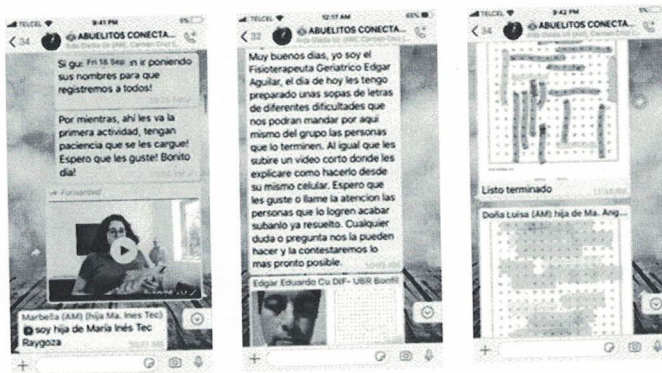 TELCEL
9:41 PM
5%
34
ABUELITOS CONECTA...
Si gu
Fri 18 Sep
n ir poniendo
sus nombres para que
registremos a todos!
Por mientras, ahí les va la
primera actividad, tengan
paciencia que se les cargue!
Espero que les guste! Bonito
día!
Forwarded
Marbella (AM) (hija Ma. Ines Tec)
soy hija de María Inés Tec
Raygoza
TELCEL
12:17 AM
32
ABUELITOS CONECTA...
Muy buenos dias, yo soy el
Fisioterapeuta Geriatrico Edgar
Aguilar, el dia de hoy les tengo
preparado unas sopas de letras
de diferentes dificultades que
nos podran mandar por aqui
mismo del grupo las personas
que lo terminen. Al igual que les
subire un video corto donde les
explicare como hacerlo desde
su mismo celular. Espero que
les guste o llame la atencion las
personas que lo logren acabar
subanlo ya resuelto. Cualquier
duda o pregunta nos la pueden
hacer y la contestaremos lo
mas pronto posible.
Edgar Eduardo Cu DIF- UBR Bonfil
TELCEL
9:42 PM
5%
34
ABUELITOS CONECTA...
Listo terminado
Doña Luisa (AM) hija de Ma. Ang...